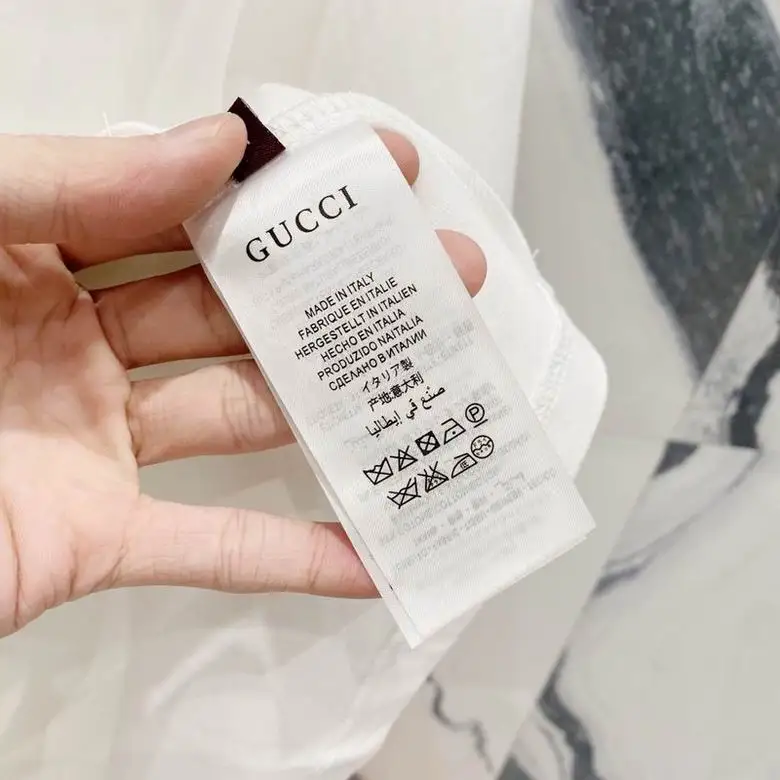 GUCCI
MADE IN ITALY
FABRIQUE EN ITALIE
HERGESTELLT IN ITALIEN
HECHO EN ITALIA
PRODUZIDO NA ITALIA
СДЕЛАНО В ИТАЛИИ
イタリア製
产地意大利
صنع في إيطاليا
P